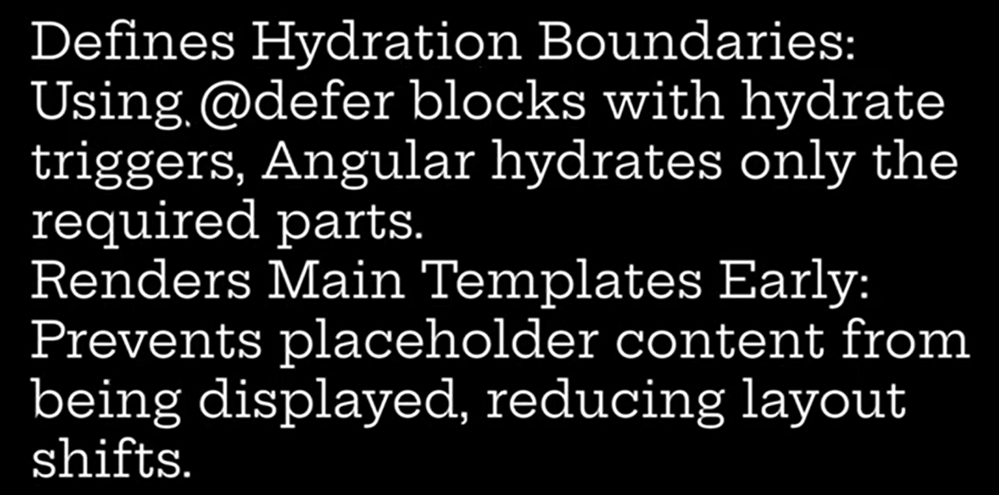 Defines Hydration Boundaries:
Using @defer blocks with hydrate
triggers, Angular hydrates only the
required parts.
Renders Main Templates Early:
Prevents placeholder content from
being displayed, reducing layout
shifts.